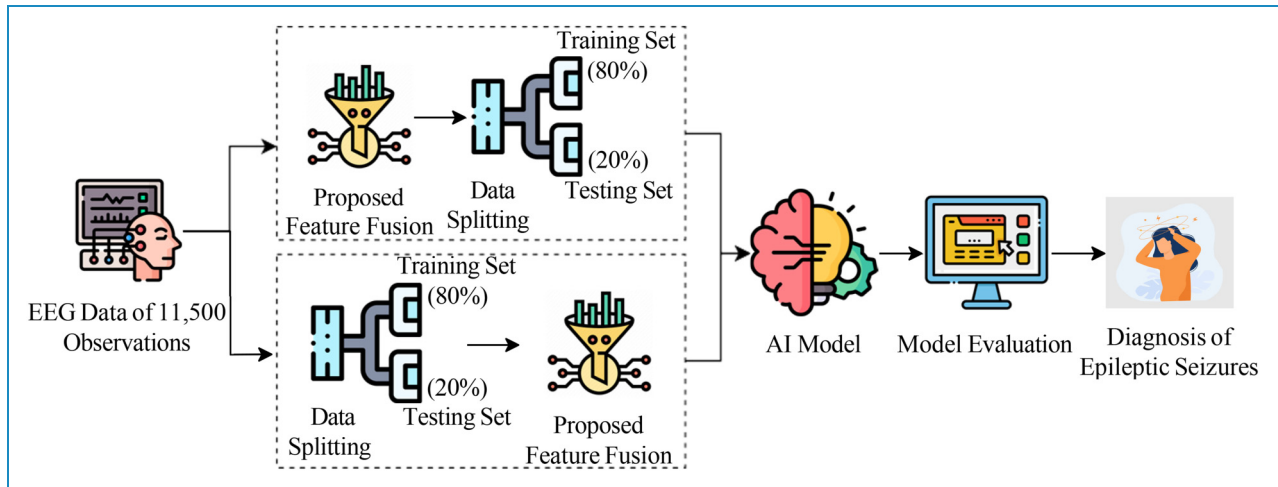 EEG Data of 11,500
Observations
Training Set
(80%)
(20%)
Testing Set
Proposed
Feature Fusion
Data
Splitting
Training Set
(80%)
(20%)
Testing Set
Data
Splitting
Proposed
Feature Fusion
AI Model
Model Evaluation
Diagnosis of
Epileptic Seizures